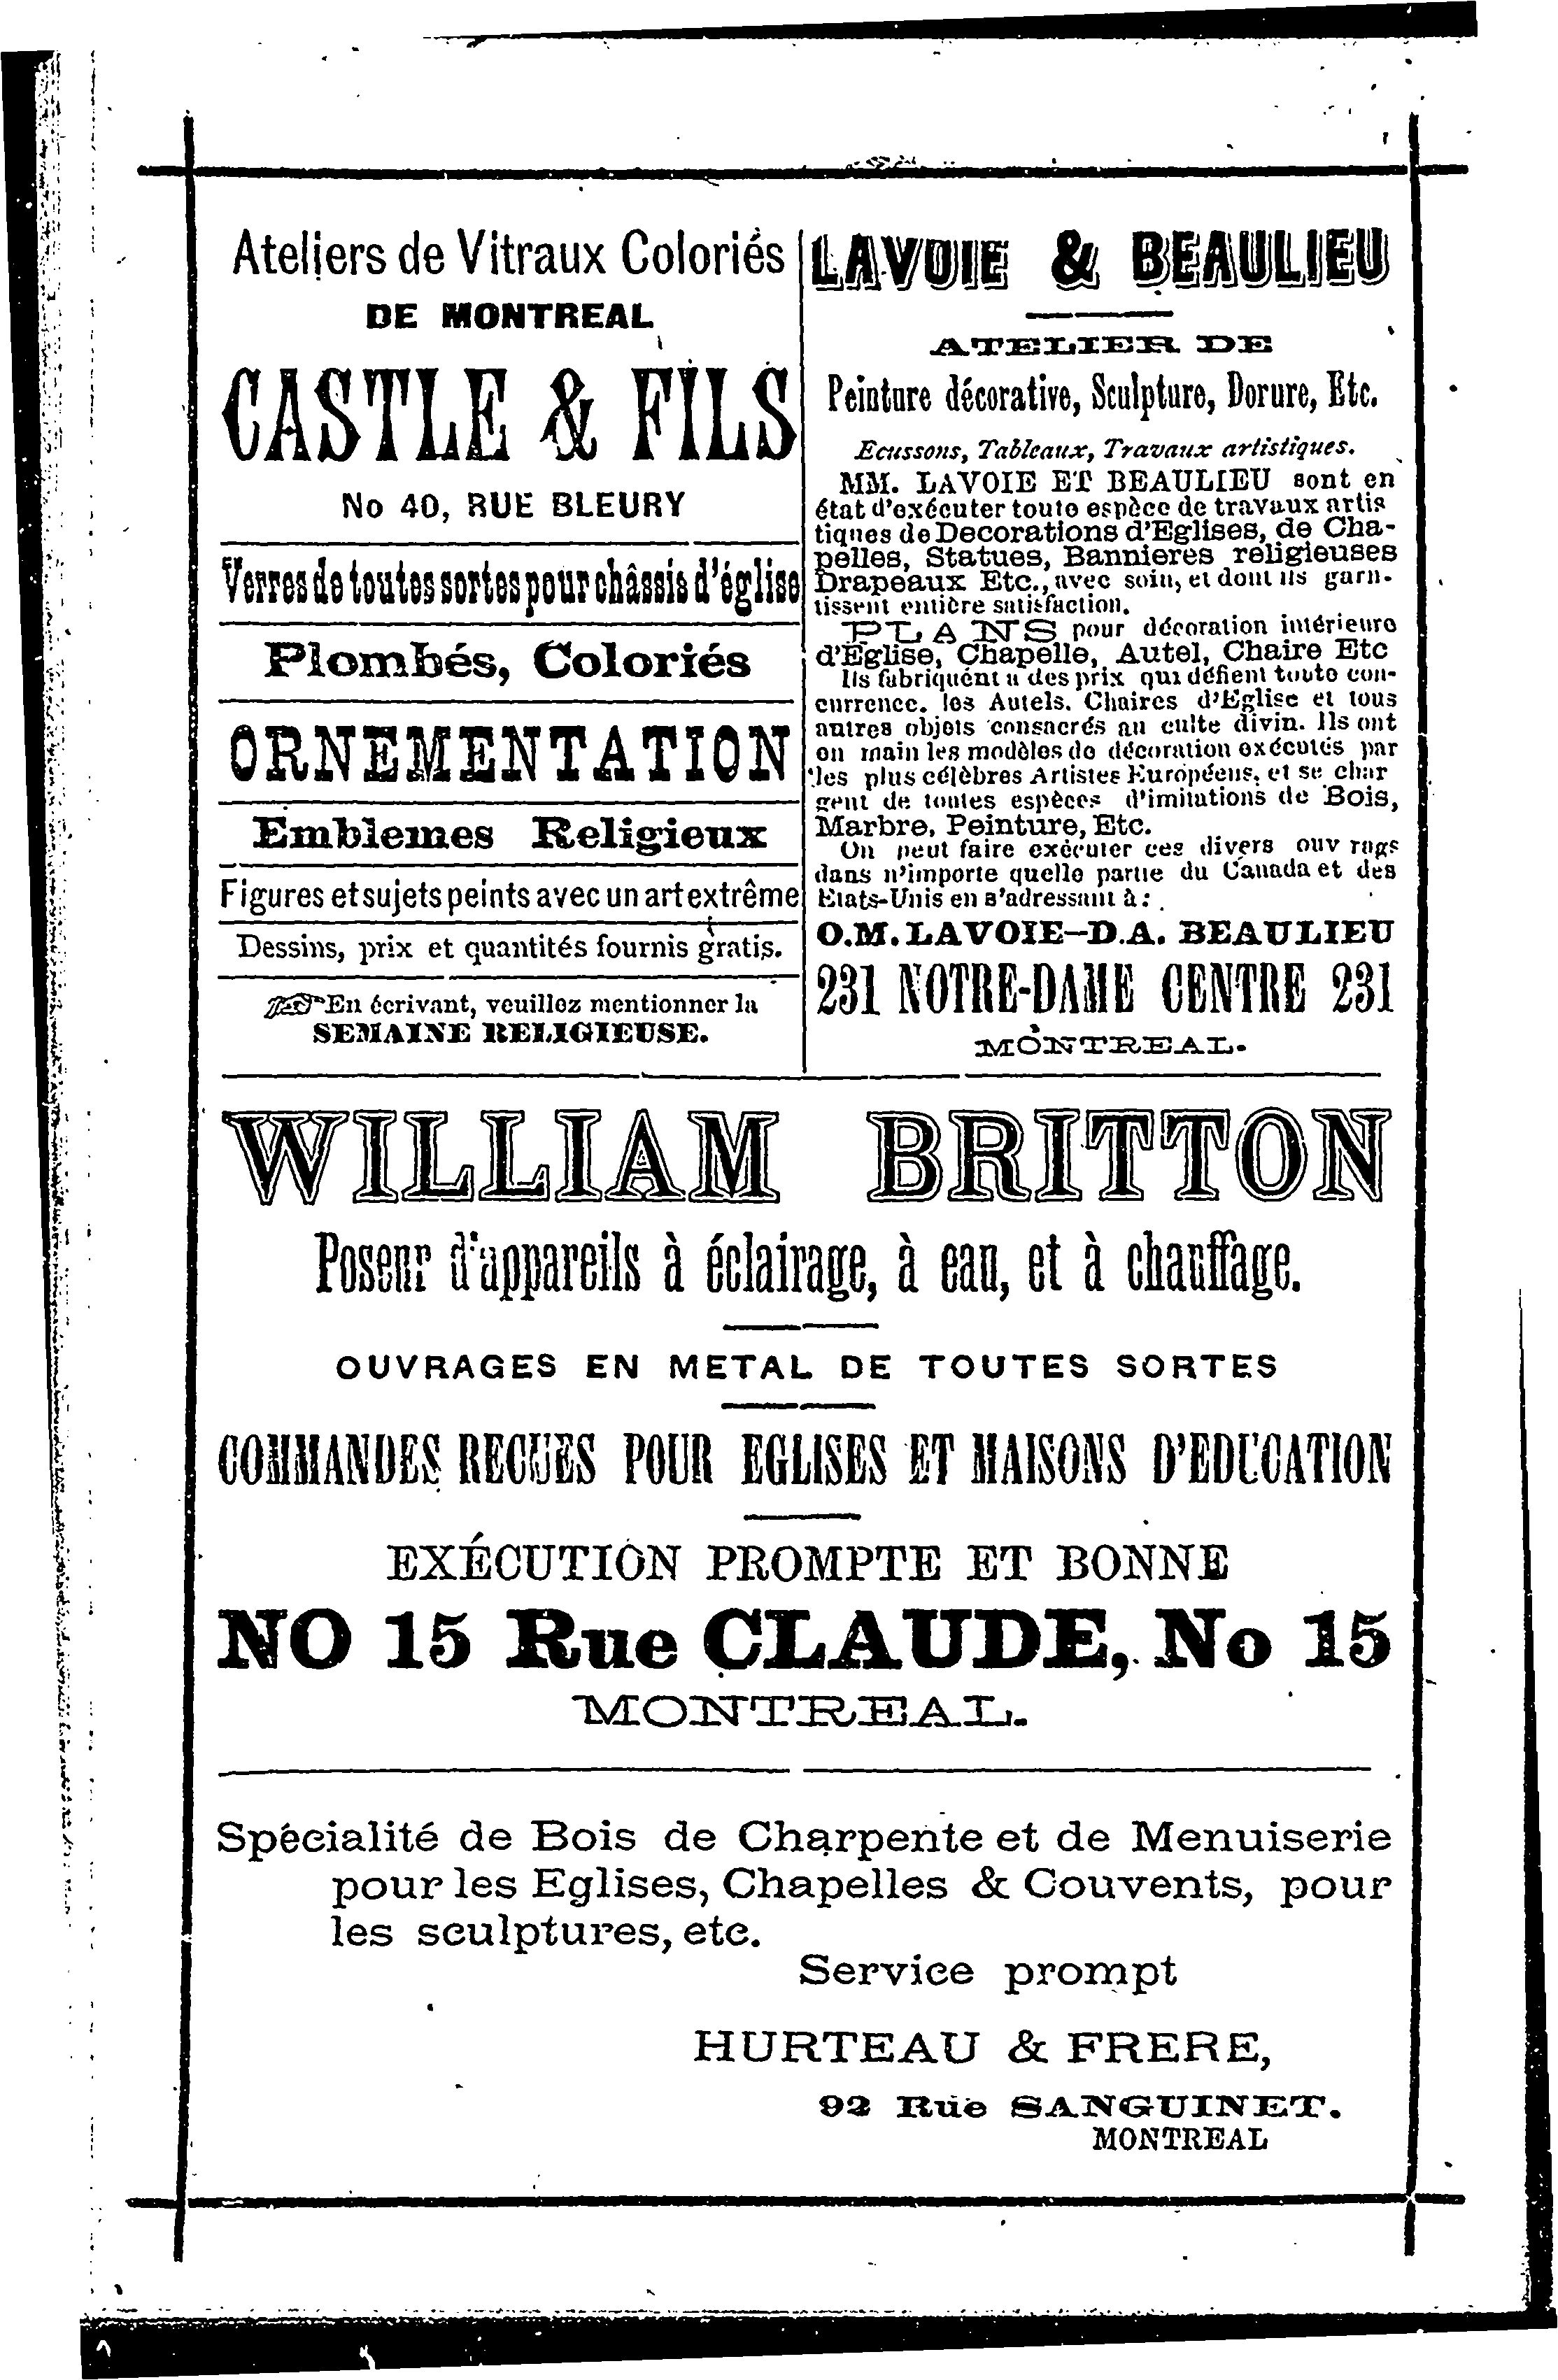 Ateliers de Vitraux Coloriés
DE MONTREAL
CASTLE & FILS
No 40, RUE BLEURY
Verres de toutes sortes pour châssis d'église
Plombés, Coloriés
ORNEMENTATION
Emblemes Religieux
Figures et sujets peints avec un art extrême
Dessins, prix et quantités fournis gratis.
En écrivant, veuillez mentionner la
SEMAINE RELIGIEUSE.
LAVOIE & BEAULIEU
ATELIER DE
Peinture décorative, Sculpture, Dorure, Etc.
Ecussons, Tableaux, Travaux artistiques.
MM. LAVOIE ET BEAULIEU sont en
état d'exécuter toute espèce de travaux artis
tiques de Decorations d'Eglises, de Cha-
pelles, Statues, Bannieres religieuses
Drapeaux Etc., avec soin, et dont ils garn-
tissent entière satisfaction.
PLANS pour décoration intérieure
d'Eglise, Chapelle, Autel, Chaire Etc
Ils fabriquent a des prix qui défient toute con-
currence. les Autels. Chaires d'Eglise et tous
autres objets consacrés au culte divin. Ils ont
en main les modèles de décoration exécutés par
les plus célèbres Artistes Européens, et se char
gent de toutes espèces d'imitations de Bois,
Marbre, Peinture, Etc.
On peut faire exécuter ces divers ouv rags
dans n'importe quelle partie du Canada et des
Etats-Unis en s'adressant à :
O.M. LAVOIE–D.A. BEAULIEU
231 NOTRE-DAME CENTRE 231
MONTREAL.
WILLIAM BRITTON
Poseur d'appareils à éclairage, à eau, et à chauffage.
OUVRAGES EN METAL DE TOUTES SORTES
COMMANDES RECUES POUR EGLISES ET MAISONS D'EDUCATION
EXÉCUTION PROMPTE ET BONNE
NO 15 Rue CLAUDE, No 15
MONTREAL.
Spécialité de Bois de Charpente et de Menuiserie
pour les Eglises, Chapelles & Couvents, pour
les sculptures, etc.
Service prompt
HURTEAU & FRERE,
92 Rue SANGUINET.
MONTREAL